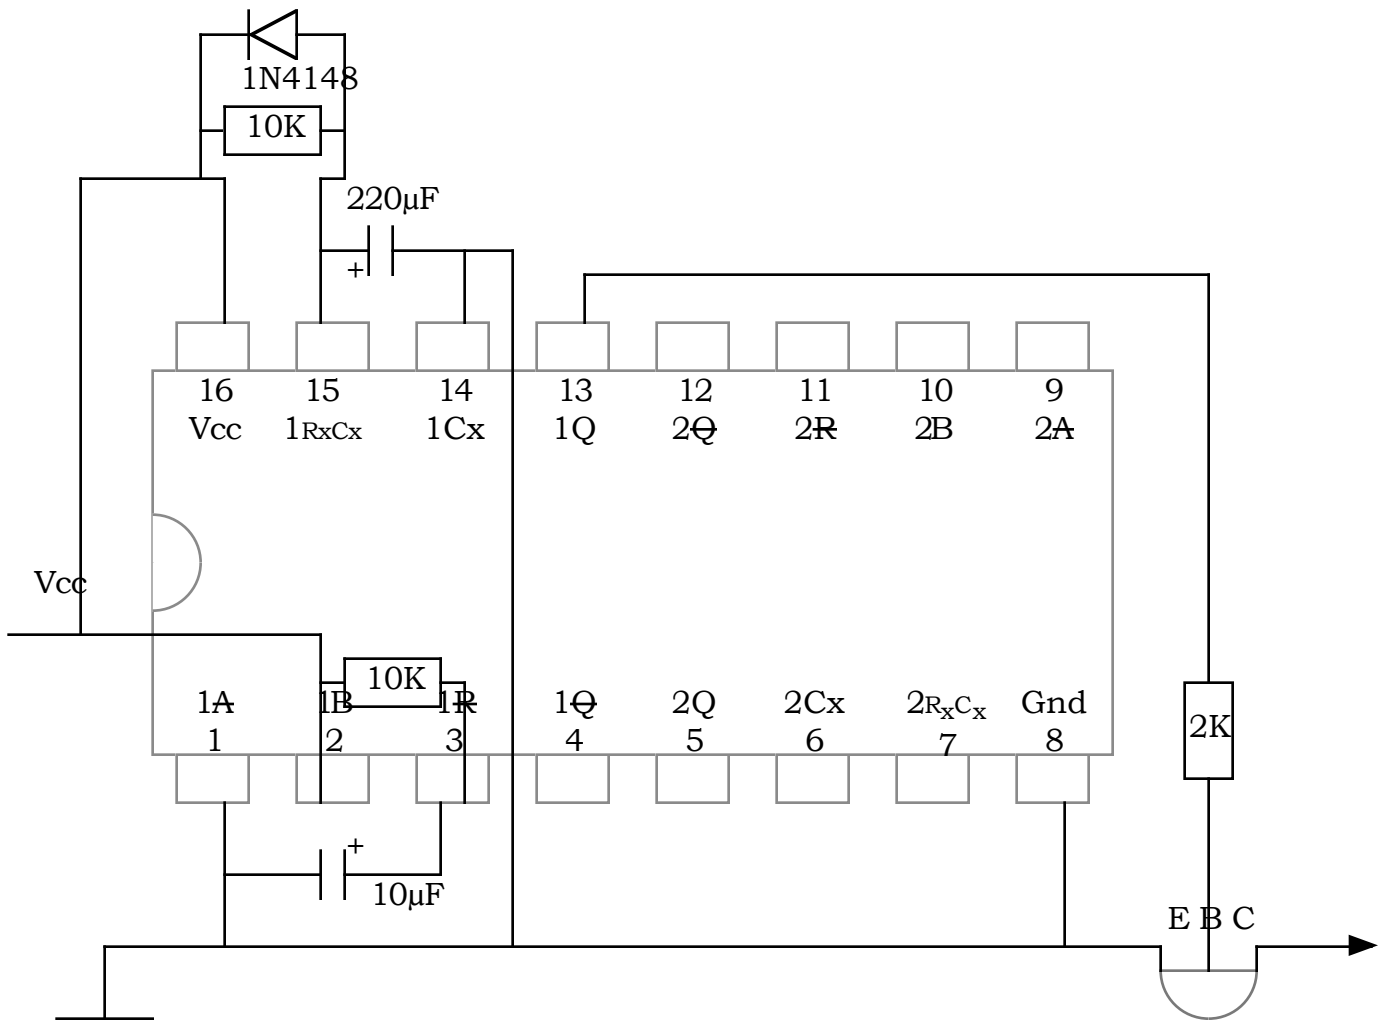 1N4148
10K
220µF
+
16 15 14 13 12 11 10 9
Vcc 1RxCx 1Cx 1Q 2Q̶ 2R̶ 2B 2A̶
Vcc
10K
1A̶ 1B 1R̶ 1Q̶ 2Q 2Cx 2RxCx Gnd
1 2 3 4 5 6 7 8
2K
+
10µF
E B C